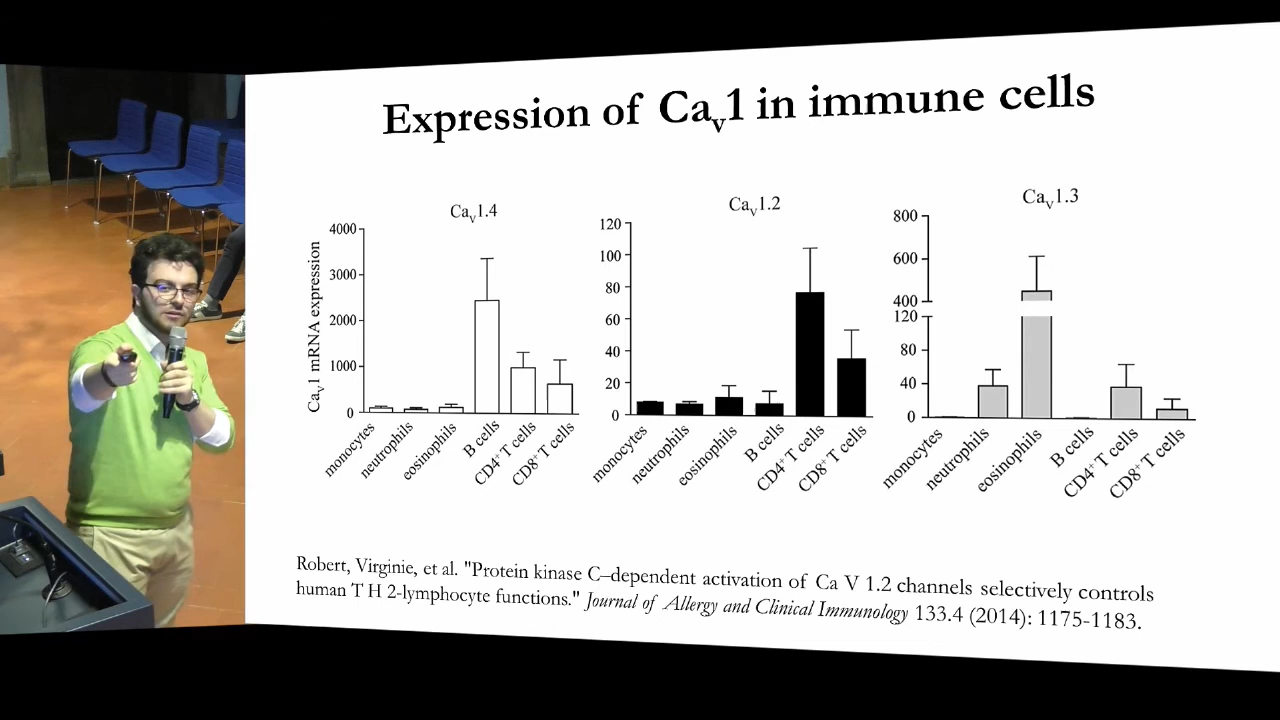 Expression of Cav1 in immune cells
Cav1.4
Cav1 mRNA expression
4000
3000
2000
1000
0
monocytes
neutrophils
eosinophils
B cells
CD4+ T cells
CD8+ T cells
Cav1.2
120
100
80
60
40
20
0
monocytes
neutrophils
eosinophils
B cells
CD4+ T cells
CD8+ T cells
Cav1.3
800
600
400
120
80
40
0
monocytes
neutrophils
eosinophils
B cells
CD4+ T cells
CD8+ T cells
Robert, Virginie, et al. "Protein kinase C–dependent activation of Ca V 1.2 channels selectively controls
human T H 2-lymphocyte functions." Journal of Allergy and Clinical Immunology 133.4 (2014): 1175-1183.